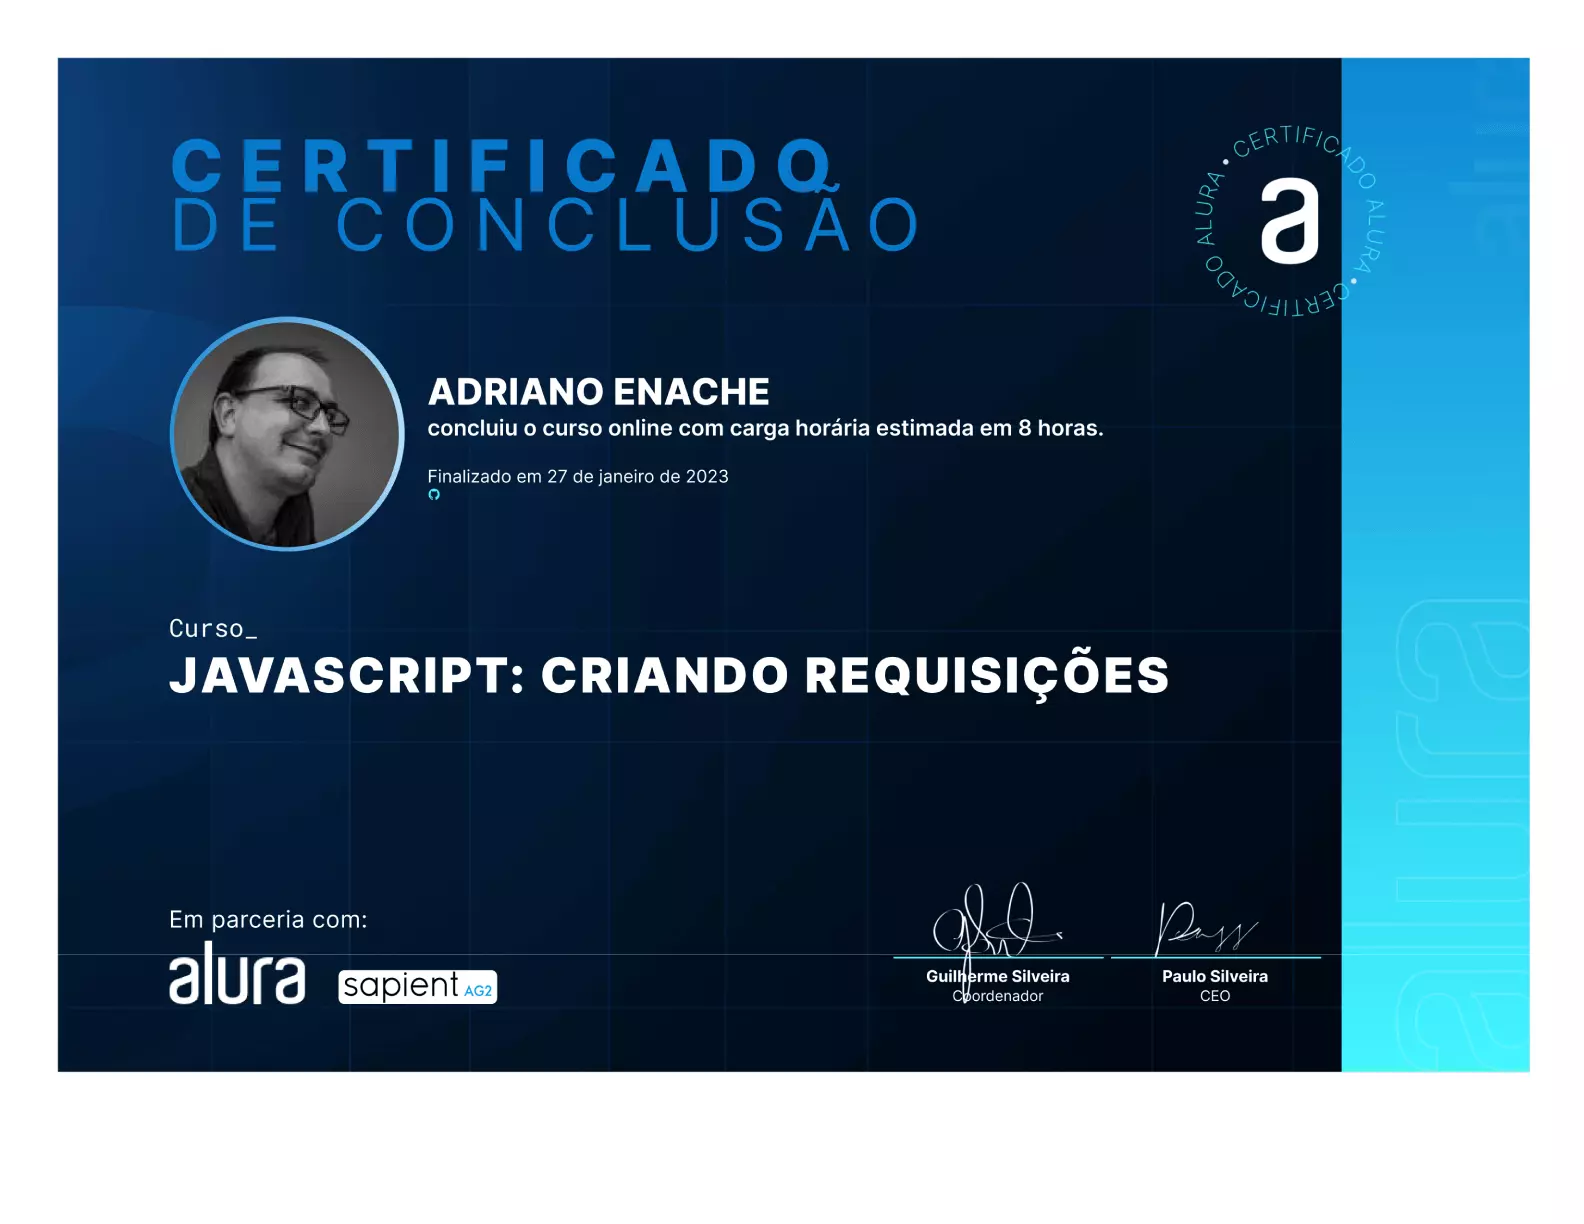 CERTIFICADO
DE CONCLUSÃO
CERTIFICADO ALURA • CERTIFICADO ALURA •
a
ADRIANO ENACHE
concluiu o curso online com carga horária estimada em 8 horas.
Finalizado em 27 de janeiro de 2023
Curso_
JAVASCRIPT: CRIANDO REQUISIÇÕES
Em parceria com:
alura
sapient AG2
Guilherme Silveira
Coordenador
Paulo Silveira
CEO
alura
alura